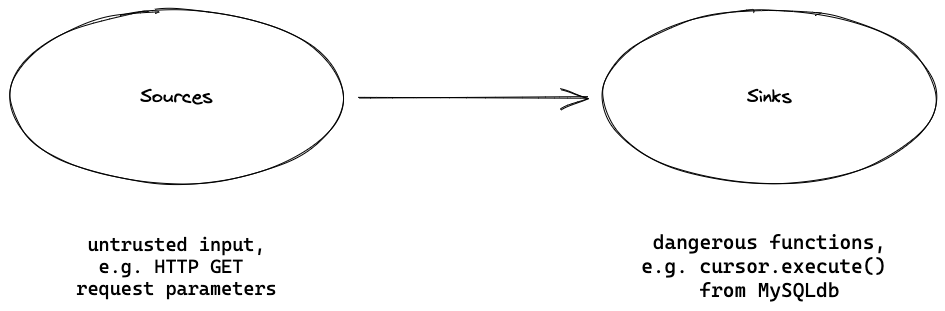 Sources
Sinks
untrusted input,
e.g. HTTP GET
request parameters
dangerous functions,
e.g. cursor.execute()
from MySQLdb